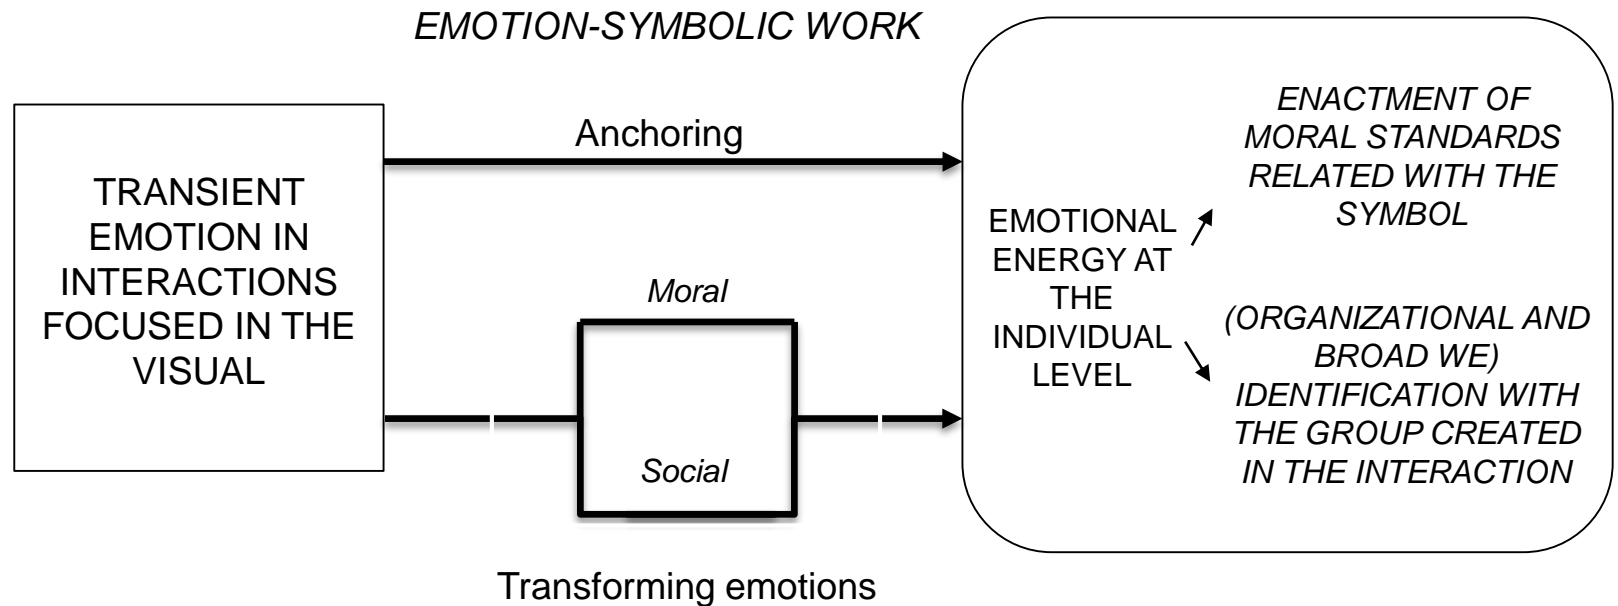 EMOTION-SYMBOLIC WORK
TRANSIENT
EMOTION IN
INTERACTIONS
FOCUSED IN THE
VISUAL
Anchoring
Moral
Social
Transforming emotions
EMOTIONAL
ENERGY AT
THE
INDIVIDUAL
LEVEL
ENACTMENT OF
MORAL STANDARDS
RELATED WITH THE
SYMBOL
(ORGANIZATIONAL AND
BROAD WE)
IDENTIFICATION WITH
THE GROUP CREATED
IN THE INTERACTION